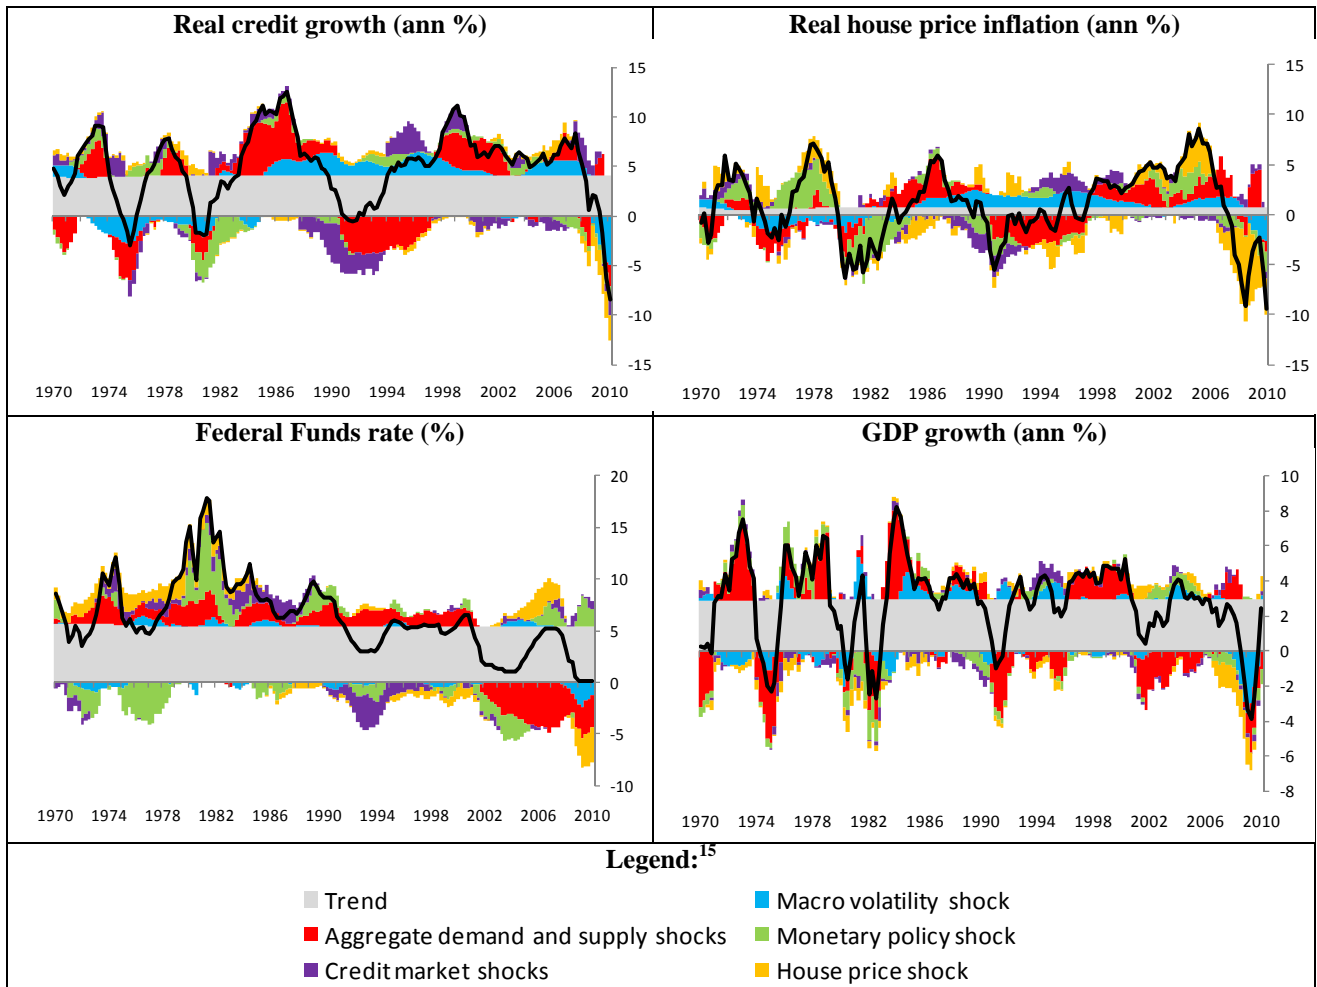 Real credit growth (ann %)
15
10
5
0
-5
-10
-15
1970 1974 1978 1982 1986 1990 1994 1998 2002 2006 2010
Real house price inflation (ann %)
15
10
5
0
-5
-10
-15
1970 1974 1978 1982 1986 1990 1994 1998 2002 2006 2010
Federal Funds rate (%)
20
15
10
5
0
-5
-10
1970 1974 1978 1982 1986 1990 1994 1998 2002 2006 2010
GDP growth (ann %)
10
8
6
4
2
0
-2
-4
-6
-8
1970 1974 1978 1982 1986 1990 1994 1998 2002 2006 2010
Legend:15
Trend
Macro volatility shock
Aggregate demand and supply shocks
Monetary policy shock
Credit market shocks
House price shock